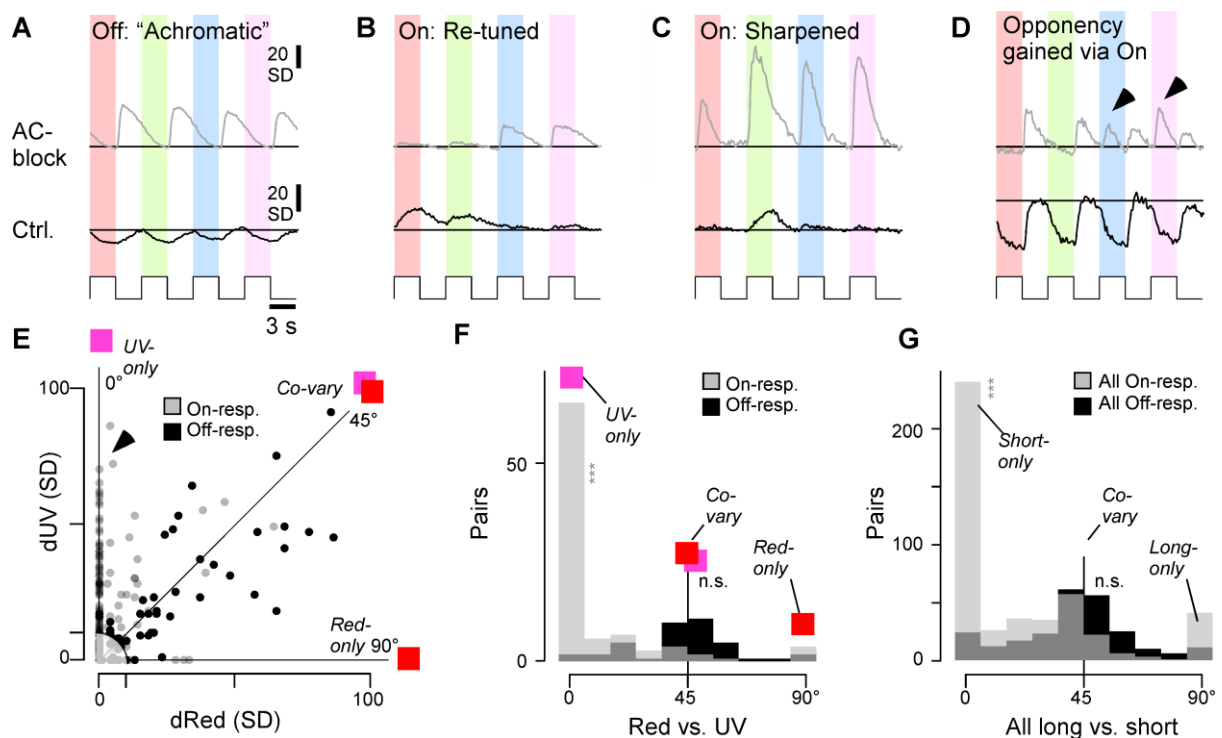 A
Off: “Achromatic”
20
SD
AC-
block
20
SD
Ctrl.
3 s
B
On: Re-tuned
C
On: Sharpened
D
Opponency
gained via On
E
UV-
only
0°
Co-vary
45°
On-resp.
Off-resp.
100
dUV (SD)
0
Red-
only 90°
0
100
dRed (SD)
F
On-resp.
Off-resp.
UV-
only
***
50
Pairs
Co-
vary
Red-
only
n.s.
0
0
45
90°
Red vs. UV
G
All On-resp.
All Off-resp.
***
200
Short-
only
Co-
vary
100
Pairs
Long-
only
n.s.
0
0
45
90°
All long vs. short